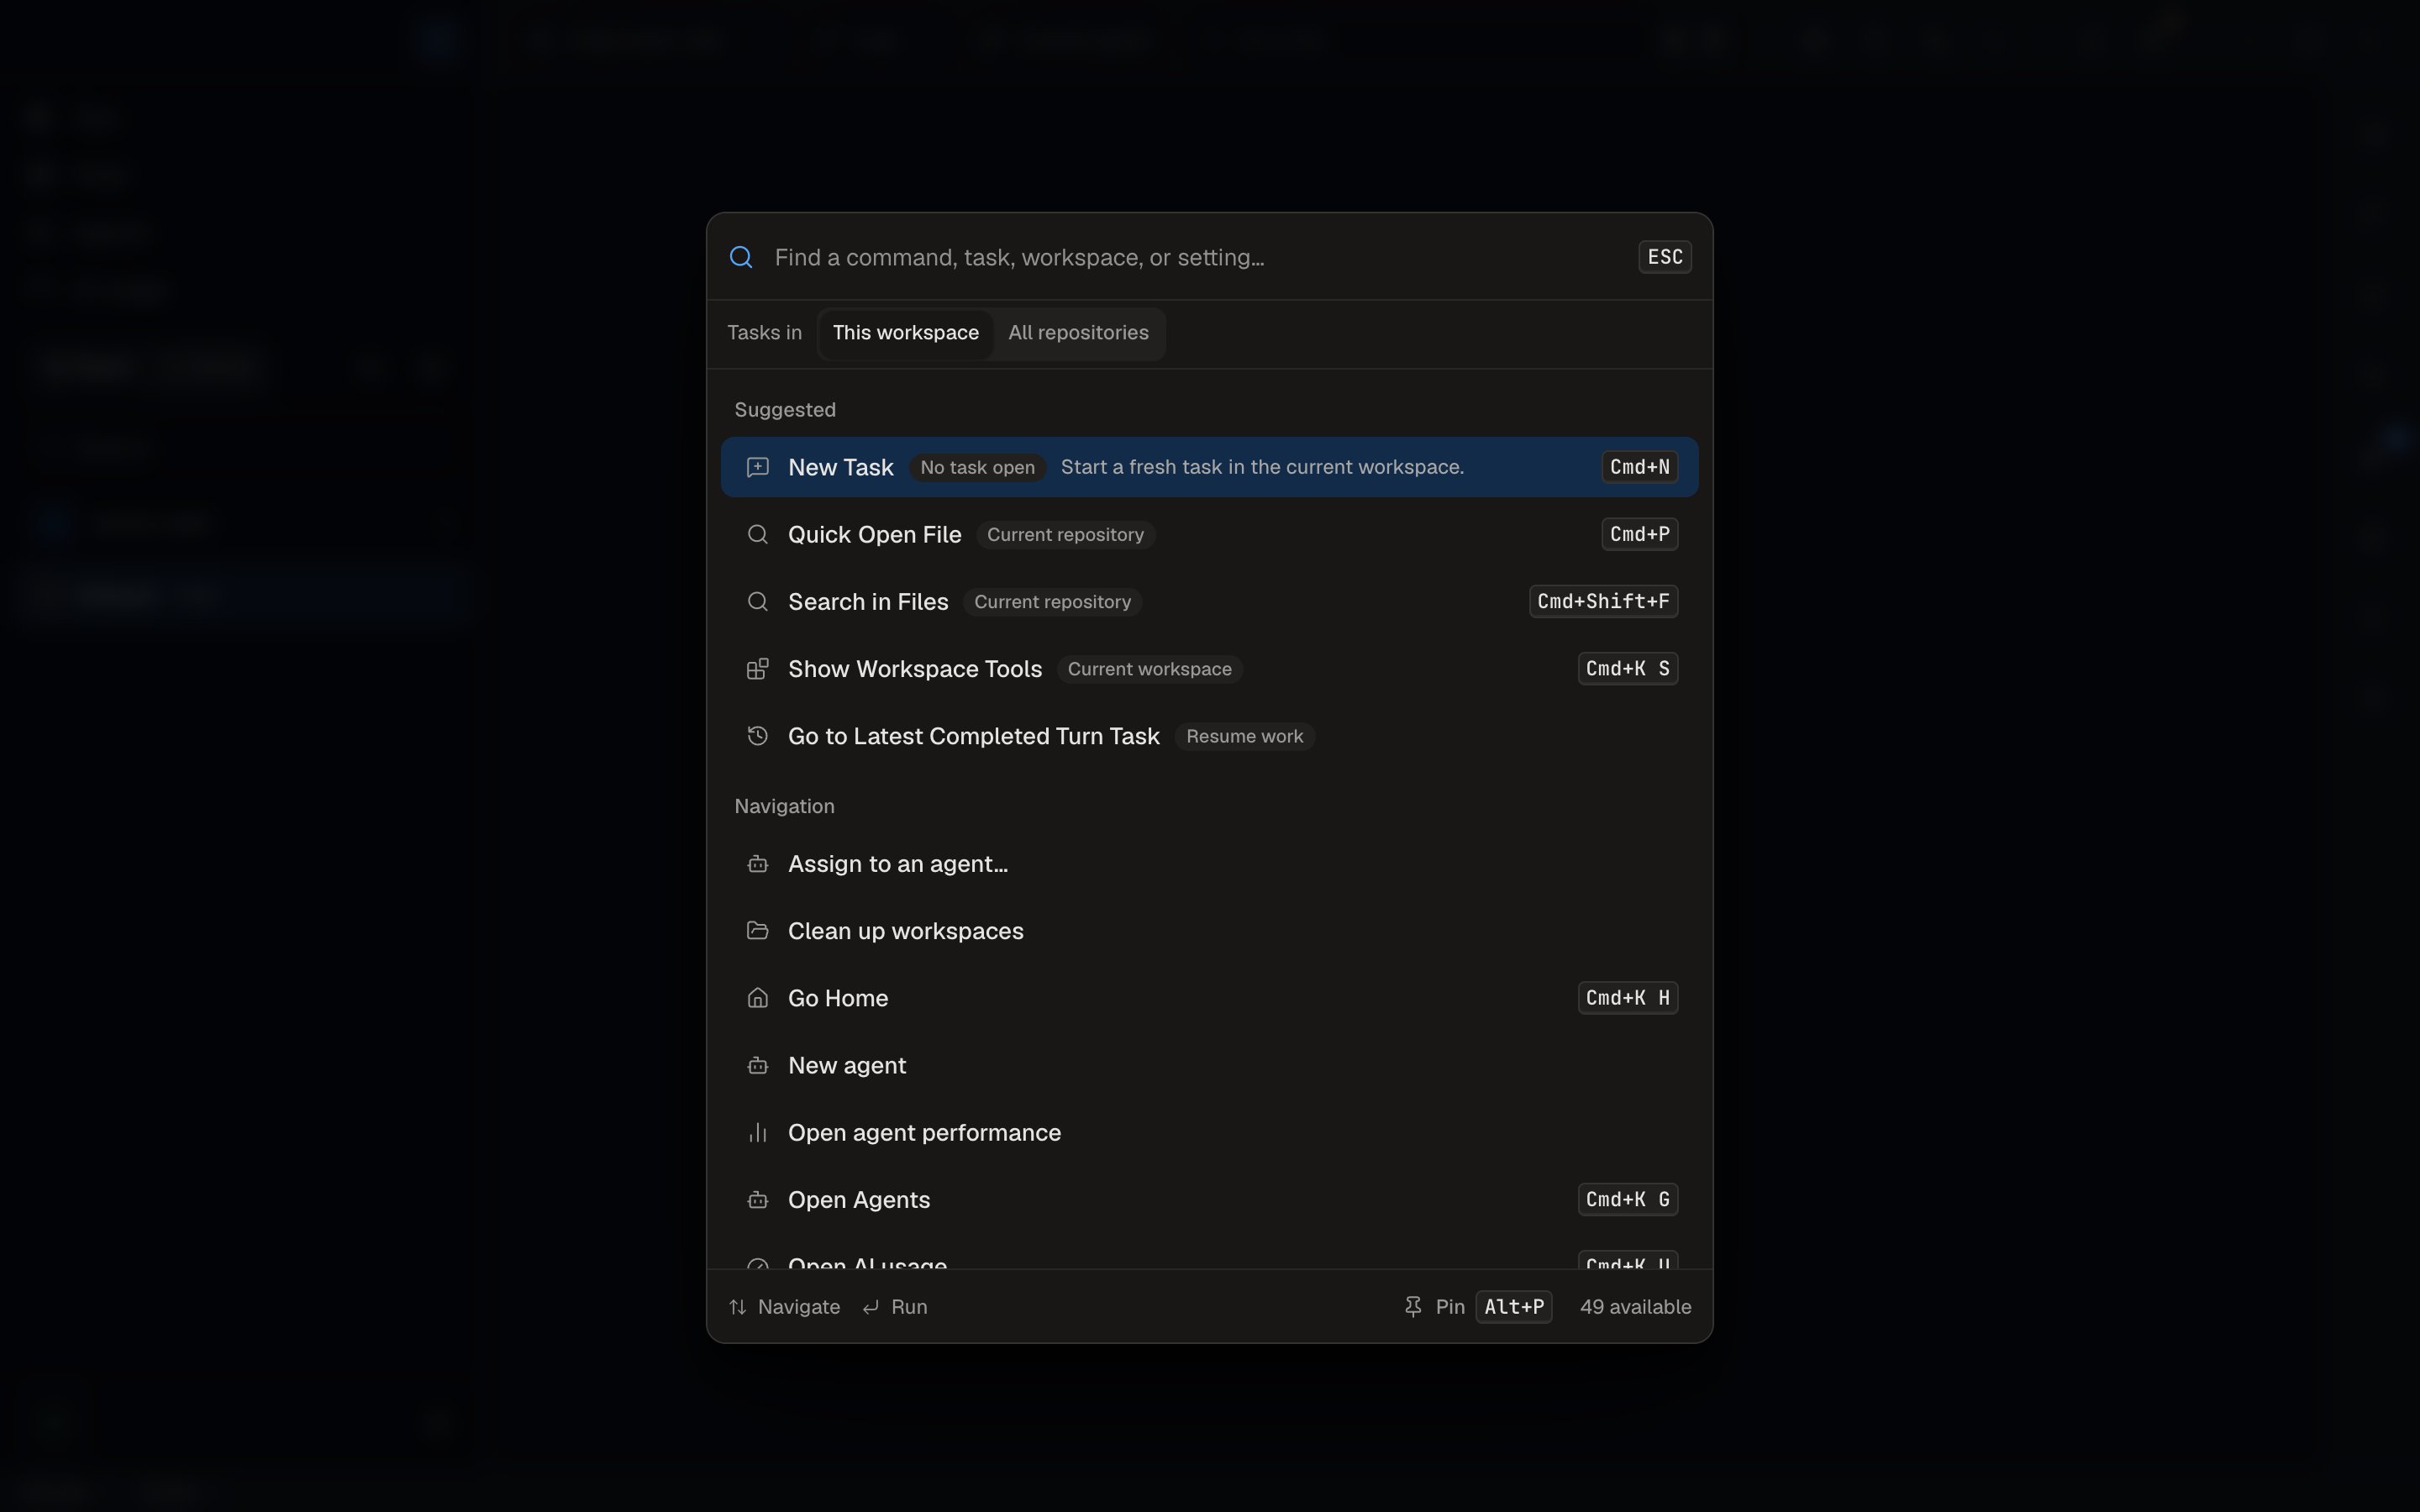 Find a command, task, workspace, or setting... ESC
Tasks in This workspace All repositories
Suggested
New Task No task open Start a fresh task in the current workspace. Cmd+N
Quick Open File Current repository Cmd+P
Search in Files Current repository Cmd+Shift+F
Show Workspace Tools Current workspace Cmd+K S
Go to Latest Completed Turn Task Resume work
Navigation
Assign to an agent...
Clean up workspaces
Go Home Cmd+K H
New agent
Open agent performance
Open Agents Cmd+K G
Open AI usage Cmd+K U
Navigate Run Pin Alt+P 49 available